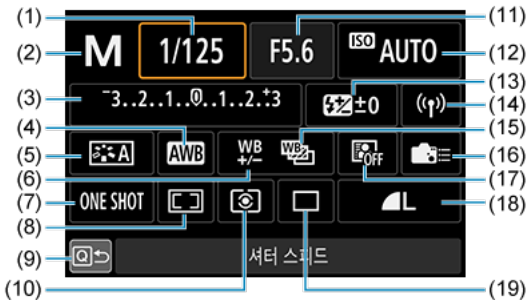 (1) (11)
(2) M 1/125 F5.6 ISO AUTO (12)
(13)
(3) -3..2..1..0..1..2.+3 ±0 (14)
(4) (15)
(5) A AWB WB +/- WB OFF (16)
(6) (17)
(7) ONE SHOT L (18)
(8)
(9) Q 셔터 스피드
(10) (19)